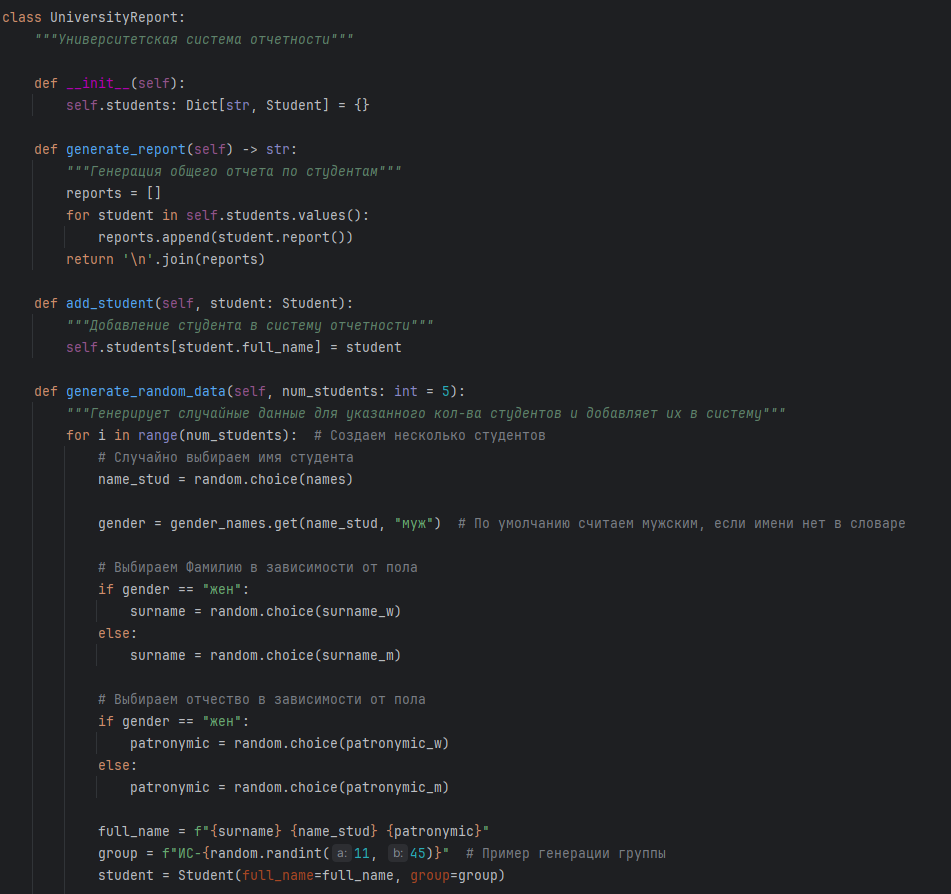 class UniversityReport:
    """Университетская система отчетности"""
    def __init__(self):
        self.students: Dict[str, Student] = {}
    def generate_report(self) -> str:
        """Генерация общего отчета по студентам"""
        reports = []
        for student in self.students.values():
            reports.append(student.report())
        return '\n'.join(reports)
    def add_student(self, student: Student):
        """Добавление студента в систему отчетности"""
        self.students[student.full_name] = student
    def generate_random_data(self, num_students: int = 5):
        """Генерирует случайные данные для указанного кол-ва студентов и добавляет их в систему"""
        for i in range(num_students):  # Создаем несколько студентов
            # Случайно выбираем имя студента
            name_stud = random.choice(names)
            gender = gender_names.get(name_stud, "муж")  # По умолчанию считаем мужским, если имени нет в словаре
            # Выбираем Фамилию в зависимости от пола
            if gender == "жен":
                surname = random.choice(surname_w)
            else:
                surname = random.choice(surname_m)
            # Выбираем отчество в зависимости от пола
            if gender == "жен":
                patronymic = random.choice(patronymic_w)
            else:
                patronymic = random.choice(patronymic_m)
            full_name = f"{surname} {name_stud} {patronymic}"
            group = f"ИС-{random.randint( a: 11, b: 45)}"  # Пример генерации группы
            student = Student(full_name=full_name, group=group)